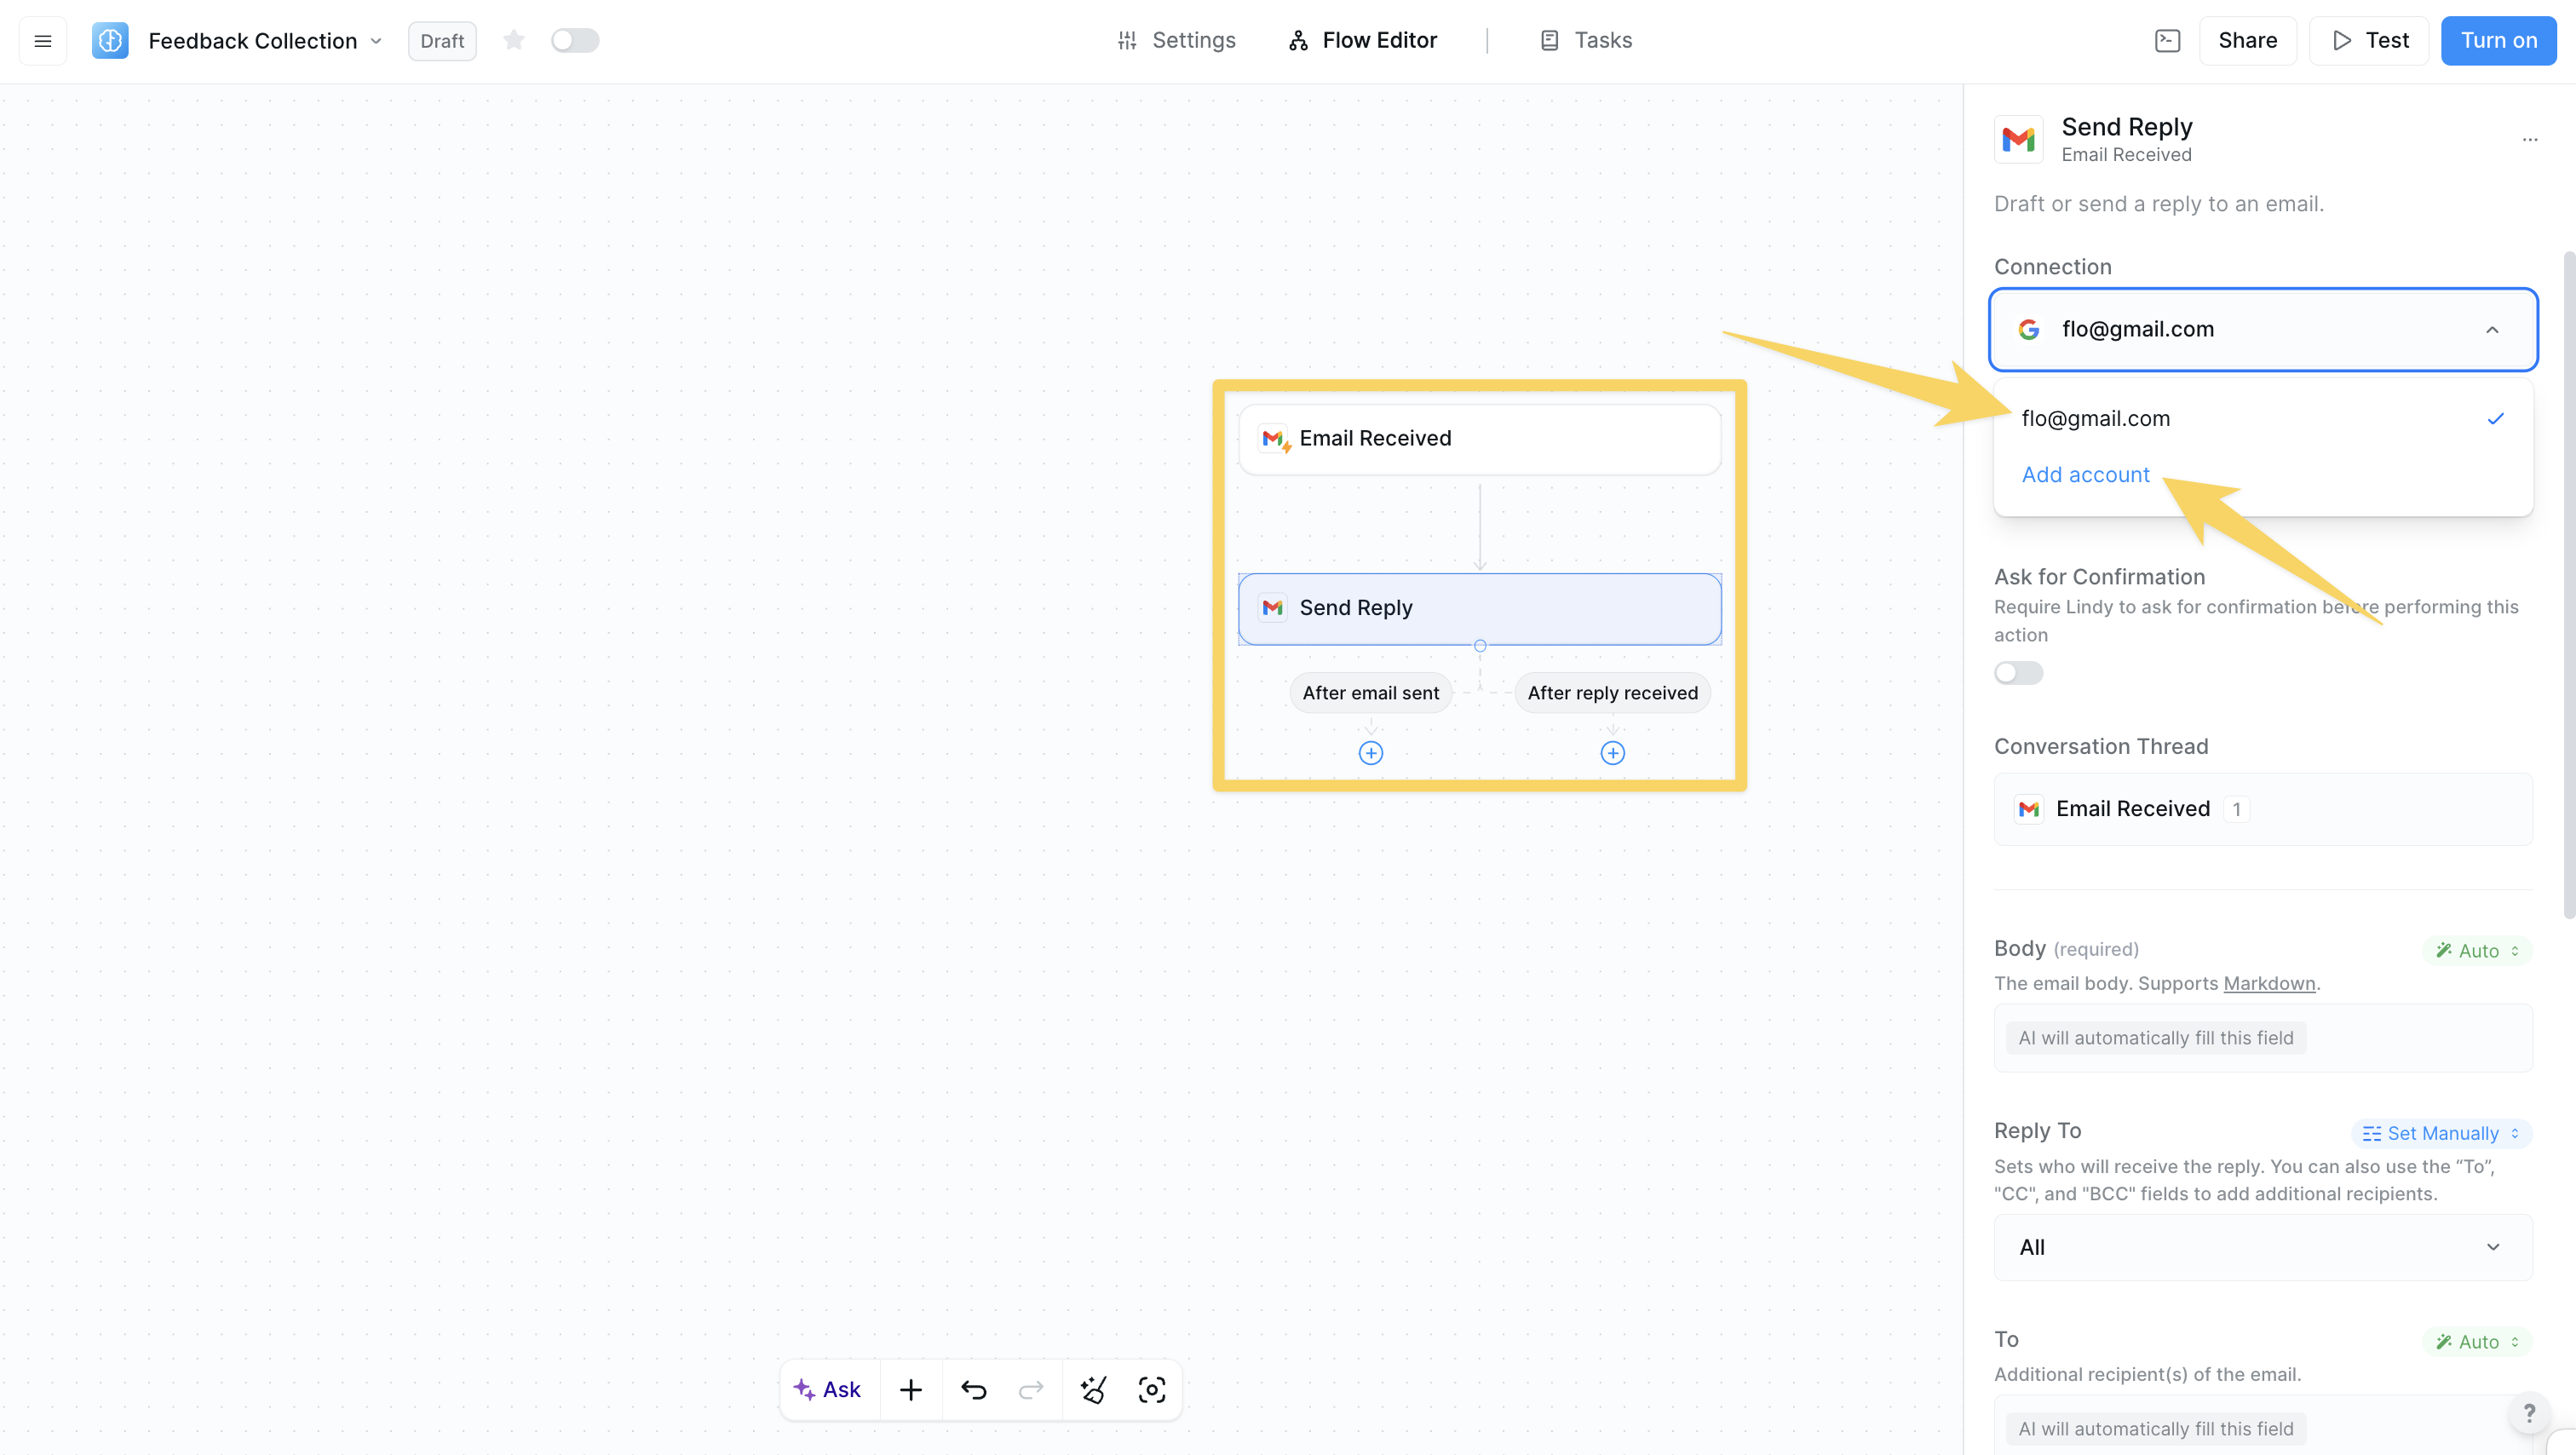 Feedback Collection
Draft
Settings
Flow Editor
Tasks
Share
Test
Turn on
Email Received
Send Reply
After email sent
After reply received
Ask
Send Reply
Email Received
Draft or send a reply to an email.
Connection
flo@gmail.com
flo@gmail.com
Add account
Ask for Confirmation
Require Lindy to ask for confirmation before performing this
action
Conversation Thread
Email Received 1
Body (required)
Auto
The email body. Supports Markdown.
AI will automatically fill this field
Reply To
Set Manually
Sets who will receive the reply. You can also use the “To”,
"CC", and "BCC" fields to add additional recipients.
All
To
Auto
Additional recipient(s) of the email.
AI will automatically fill this field
?